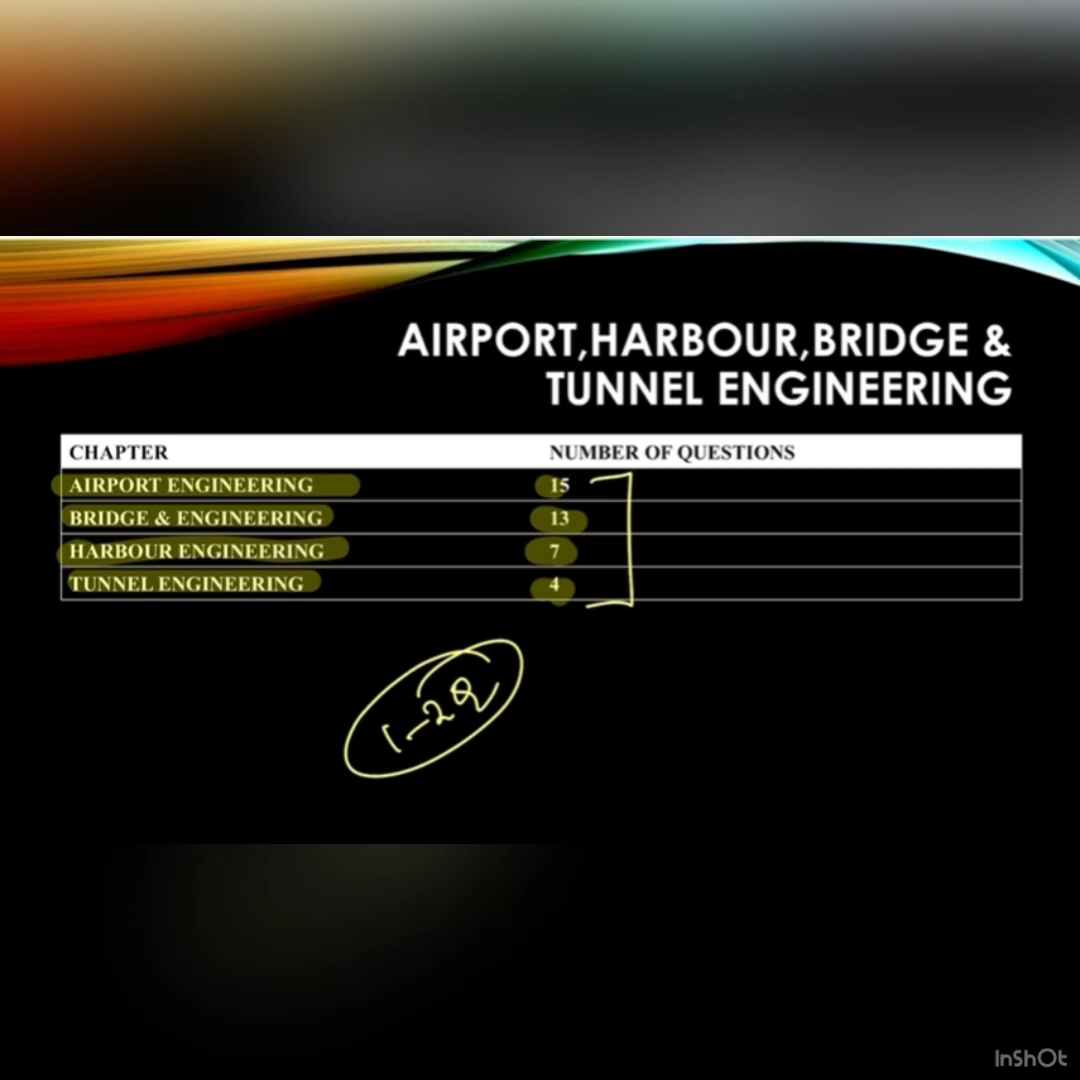 AIRPORT,HARBOUR,BRIDGE &
TUNNEL ENGINEERING
CHAPTER NUMBER OF QUESTIONS
AIRPORT ENGINEERING 15
BRIDGE & ENGINEERING 13
HARBOUR ENGINEERING 7
TUNNEL ENGINEERING 4
1-2Q
InShOt